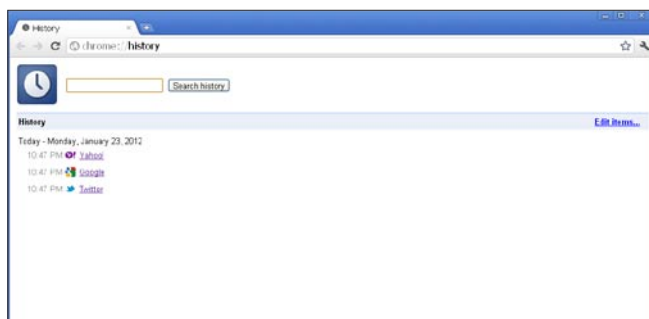 History
chrome://history
Search history
History Edit items...
Today - Monday, January 23, 2012
10:47 PM Yahoo!
10:47 PM Google
10:47 PM Twitter